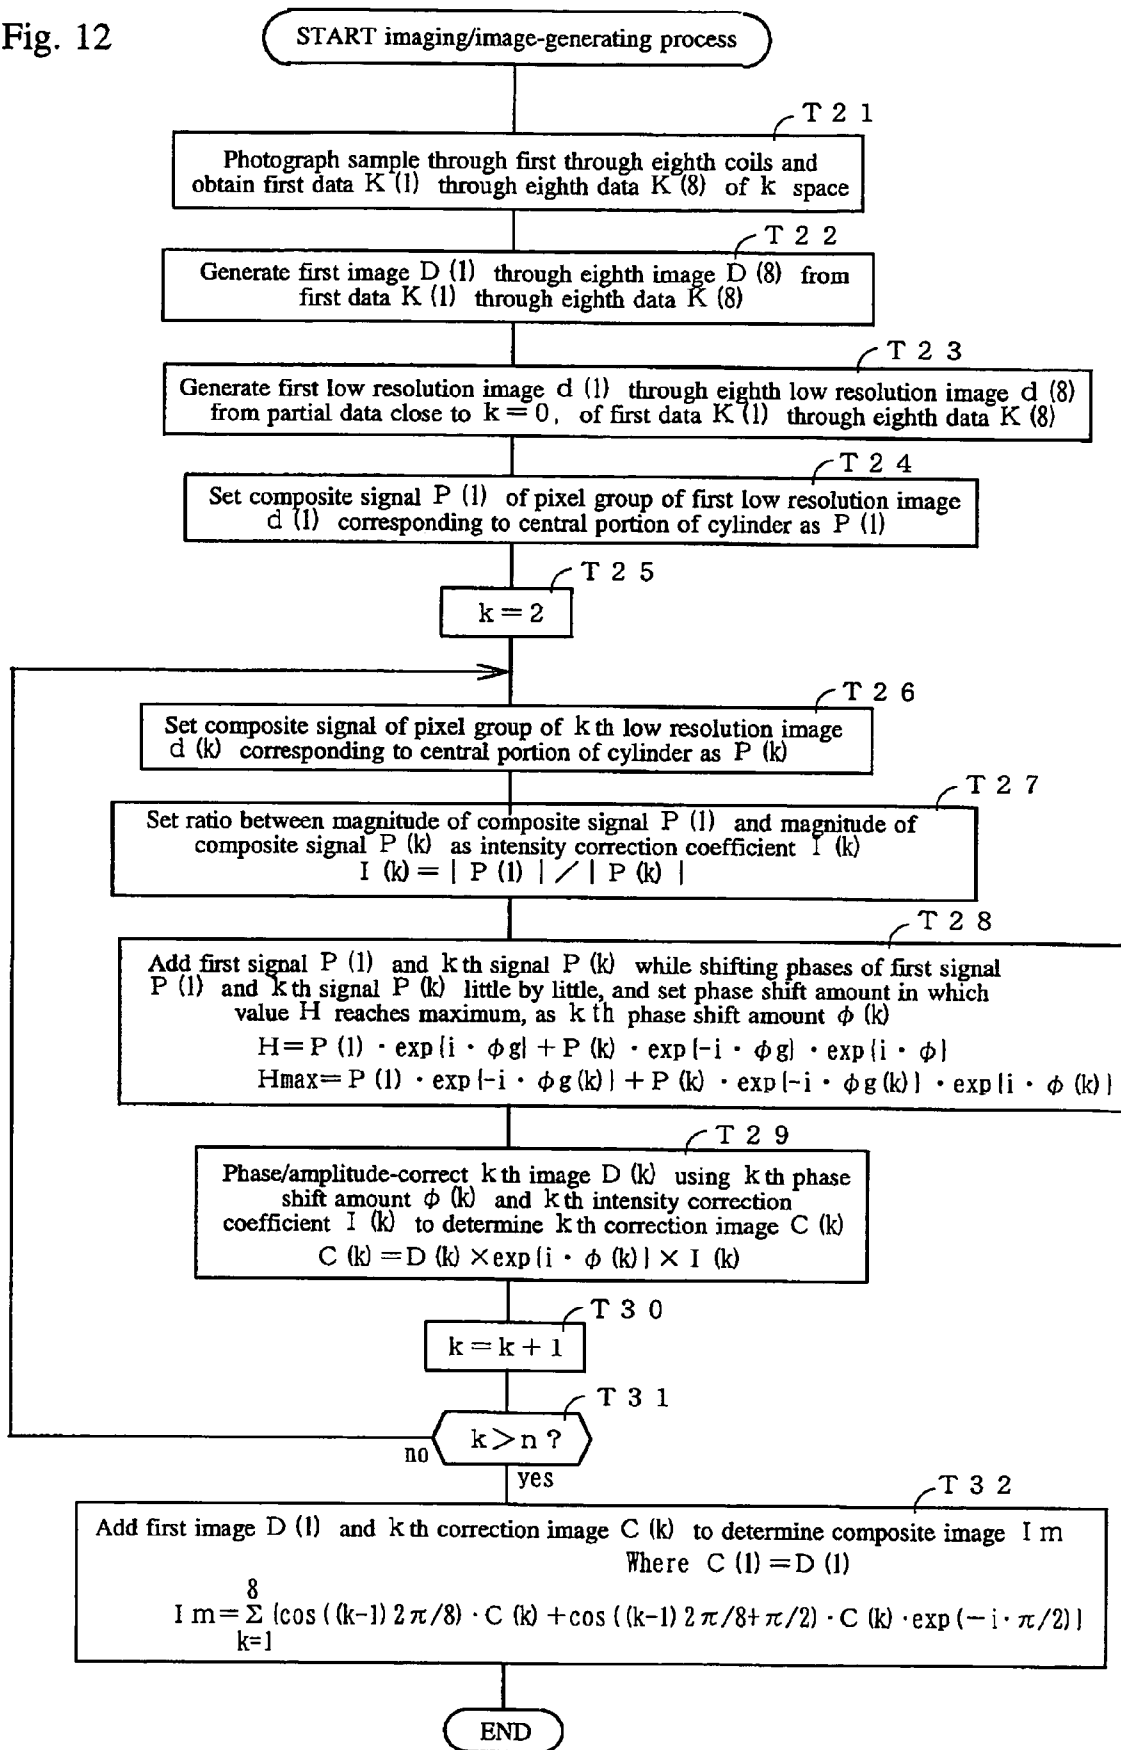 Fig. 12
START imaging/image-generating process
T 2 1
Photograph sample through first through eighth coils and
obtain first data K (1) through eighth data K (8) of k space
T 2 2
Generate first image D (1) through eighth image D (8) from
first data K (1) through eighth data K (8)
T 2 3
Generate first low resolution image d (1) through eighth low resolution image d (8)
from partial data close to k = 0, of first data K (1) through eighth data K (8)
T 2 4
Set composite signal P (1) of pixel group of first low resolution image
d (1) corresponding to central portion of cylinder as P (1)
T 2 5
k = 2
T 2 6
Set composite signal of pixel group of k th low resolution image
d (k) corresponding to central portion of cylinder as P (k)
T 2 7
Set ratio between magnitude of composite signal P (1) and magnitude of
composite signal P (k) as intensity correction coefficient I (k)
I (k) = | P (1) | / | P (k) |
T 2 8
Add first signal P (1) and k th signal P (k) while shifting phases of first signal
P (1) and k th signal P (k) little by little, and set phase shift amount in which
value H reaches maximum, as k th phase shift amount ϕ (k)
H = P (1) · exp{i · ϕg} + P (k) · exp{-i · ϕg} · exp{i · ϕ}
Hmax = P (1) · exp{-i · ϕg(k)} + P (k) · exp{-i · ϕg(k)} · exp{i · ϕ (k)}
T 2 9
Phase/amplitude-correct k th image D (k) using k th phase
shift amount ϕ (k) and k th intensity correction
coefficient I (k) to determine k th correction image C (k)
C (k) = D (k) × exp{i · ϕ (k)} × I (k)
T 3 0
k = k + 1
T 3 1
k > n ?
no
yes
T 3 2
Add first image D (1) and k th correction image C (k) to determine composite image I m
Where C (1) = D (1)
8
I m = Σ {cos ((k-1) 2π/8) · C (k) + cos ((k-1) 2π/8+π/2) · C (k) · exp (− i · π/2)}
k=1
END